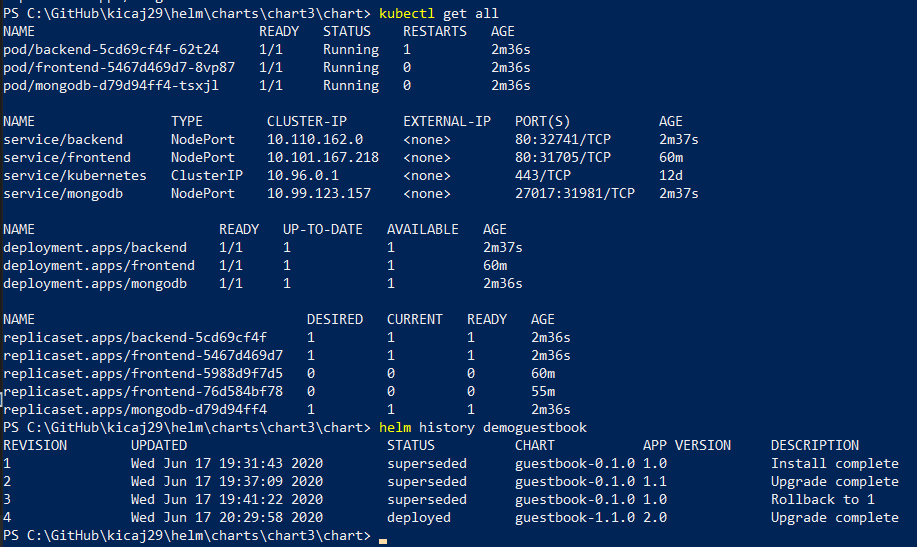 PS C:\GitHub\kicaj29\helm\charts\chart3\chart> kubectl get all
NAME READY STATUS RESTARTS AGE
pod/backend-5cd69cf4f-62t24 1/1 Running 1 2m36s
pod/frontend-5467d469d7-8vp87 1/1 Running 0 2m36s
pod/mongodb-d79d94ff4-tsxjl 1/1 Running 0 2m36s
NAME TYPE CLUSTER-IP EXTERNAL-IP PORT(S) AGE
service/backend NodePort 10.110.162.0 <none> 80:32741/TCP 2m37s
service/frontend NodePort 10.101.167.218 <none> 80:31705/TCP 60m
service/kubernetes ClusterIP 10.96.0.1 <none> 443/TCP 12d
service/mongodb NodePort 10.99.123.157 <none> 27017:31981/TCP 2m37s
NAME READY UP-TO-DATE AVAILABLE AGE
deployment.apps/backend 1/1 1 1 2m37s
deployment.apps/frontend 1/1 1 1 60m
deployment.apps/mongodb 1/1 1 1 2m36s
NAME DESIRED CURRENT READY AGE
replicaset.apps/backend-5cd69cf4f 1 1 1 2m36s
replicaset.apps/frontend-5467d469d7 1 1 1 2m36s
replicaset.apps/frontend-5988d9f7d5 0 0 0 60m
replicaset.apps/frontend-76d584bf78 0 0 0 55m
replicaset.apps/mongodb-d79d94ff4 1 1 1 2m36s
PS C:\GitHub\kicaj29\helm\charts\chart3\chart> helm history demoguestbook
REVISION UPDATED STATUS CHART APP VERSION DESCRIPTION
1 Wed Jun 17 19:31:43 2020 superseded guestbook-0.1.0 1.0 Install complete
2 Wed Jun 17 19:37:09 2020 superseded guestbook-0.1.0 1.1 Upgrade complete
3 Wed Jun 17 19:41:22 2020 superseded guestbook-0.1.0 1.0 Rollback to 1
4 Wed Jun 17 20:29:58 2020 deployed guestbook-1.1.0 2.0 Upgrade complete
PS C:\GitHub\kicaj29\helm\charts\chart3\chart>